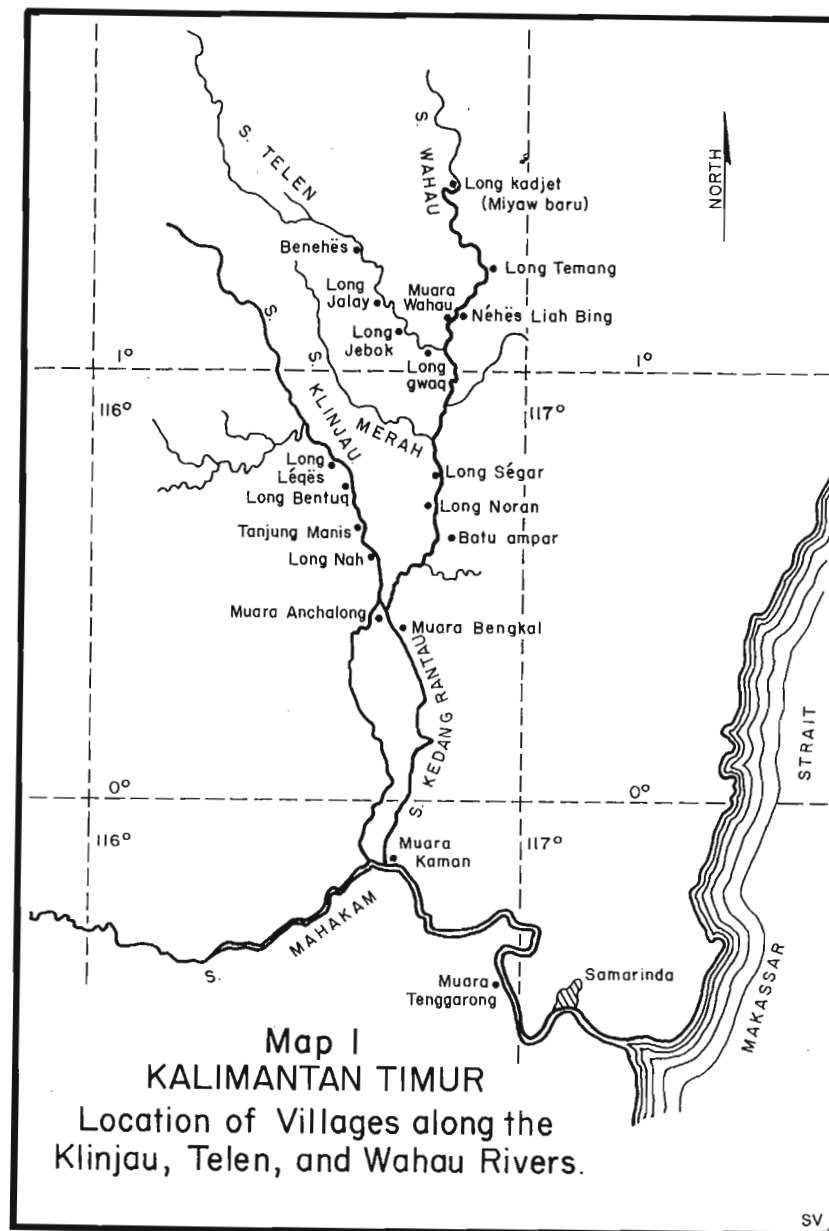 S. TELEN
S. WAHAU
NORTH
Long kadjet
(Miyaw baru)
Benehës
Long Temang
Long
Jalay
Muara
Wahau
Néhës Liah Bing
Long
Jebok
Long
gwaq
1°
1°
116°
117°
S. KLINJAU
S. MERAH
Long
Léqës
Long Bentuq
Long Ségar
Long Noran
Tanjung Manis
Batu ampar
Long Nah
Muara Anchalong
Muara Bengkal
S. KEDANG RANTAU
MAKASSAR STRAIT
0°
0°
116°
117°
Muara
Kaman
S. MAHAKAM
Muara
Tenggarong
Samarinda
Map I
KALIMANTAN TIMUR
Location of Villages along the
Klinjau, Telen, and Wahau Rivers.
SV